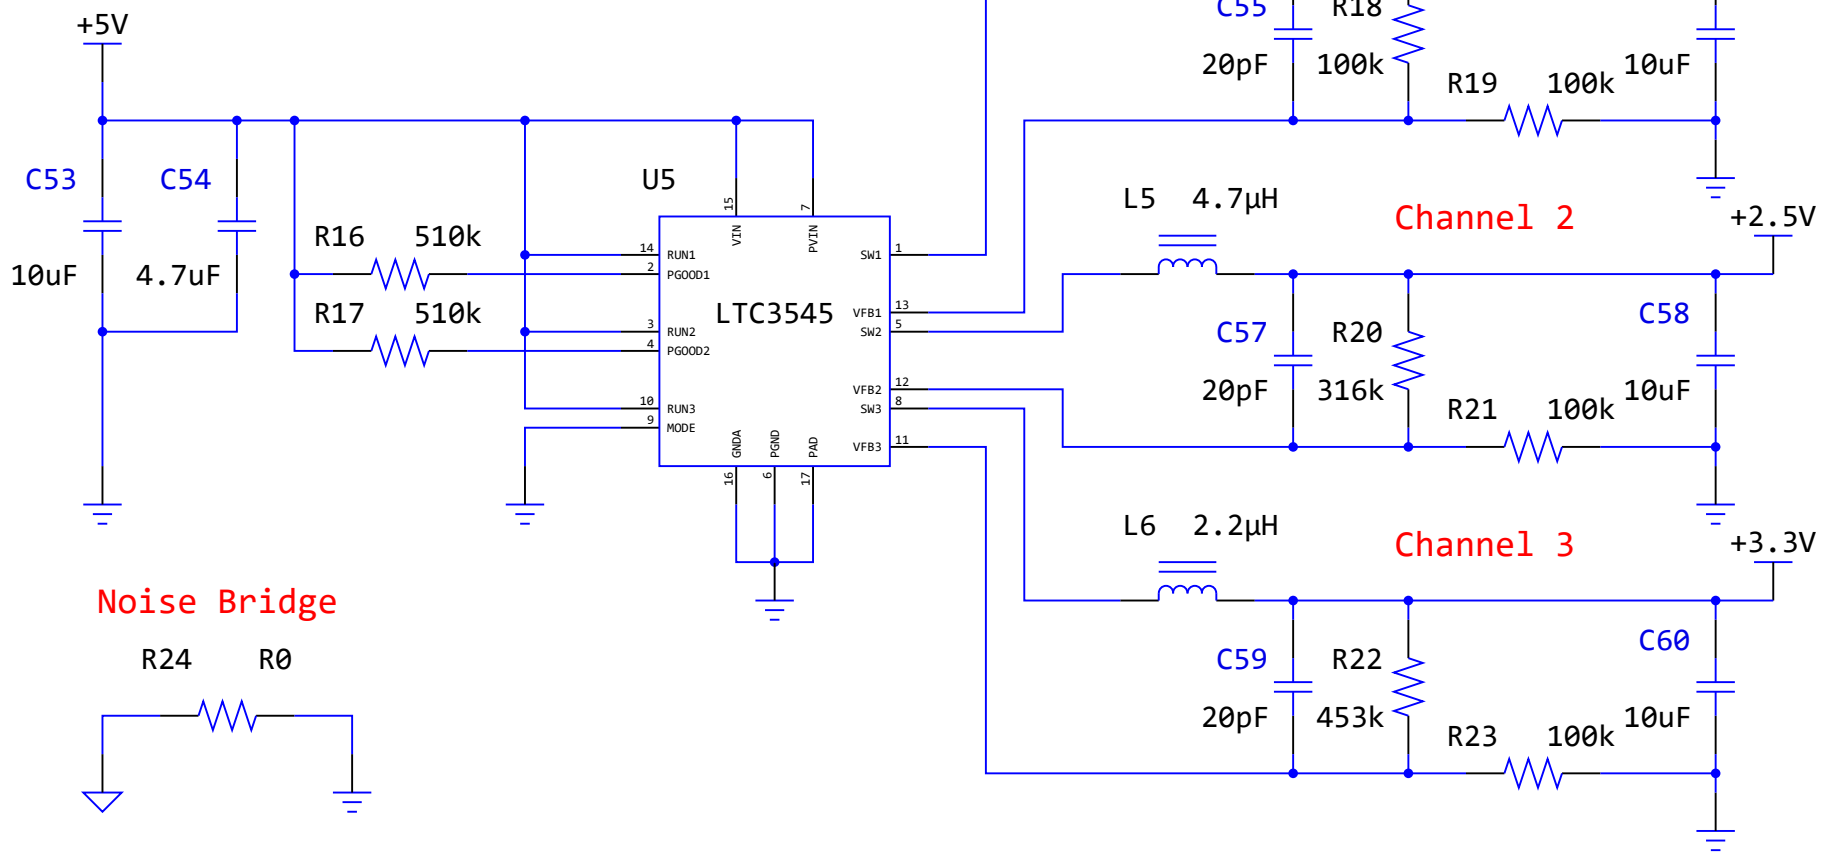 +5V
C55 R18
20pF 100k
R19 100k 10uF
C53 C54
10uF 4.7uF
R16 510k
R17 510k
U5
LTC3545
15 VIN
7 PVIN
14 RUN1
2 PGOOD1
3 RUN2
4 PGOOD2
10 RUN3
9 MODE
SW1 1
VFB1 13
SW2 5
VFB2 12
SW3 8
VFB3 11
GNDA 16
PGND 6
PAD 17
L5 4.7µH
Channel 2
+2.5V
C57 R20 C58
20pF 316k
R21 100k 10uF
L6 2.2µH
Channel 3
+3.3V
C59 R22 C60
20pF 453k
R23 100k 10uF
Noise Bridge
R24 R0